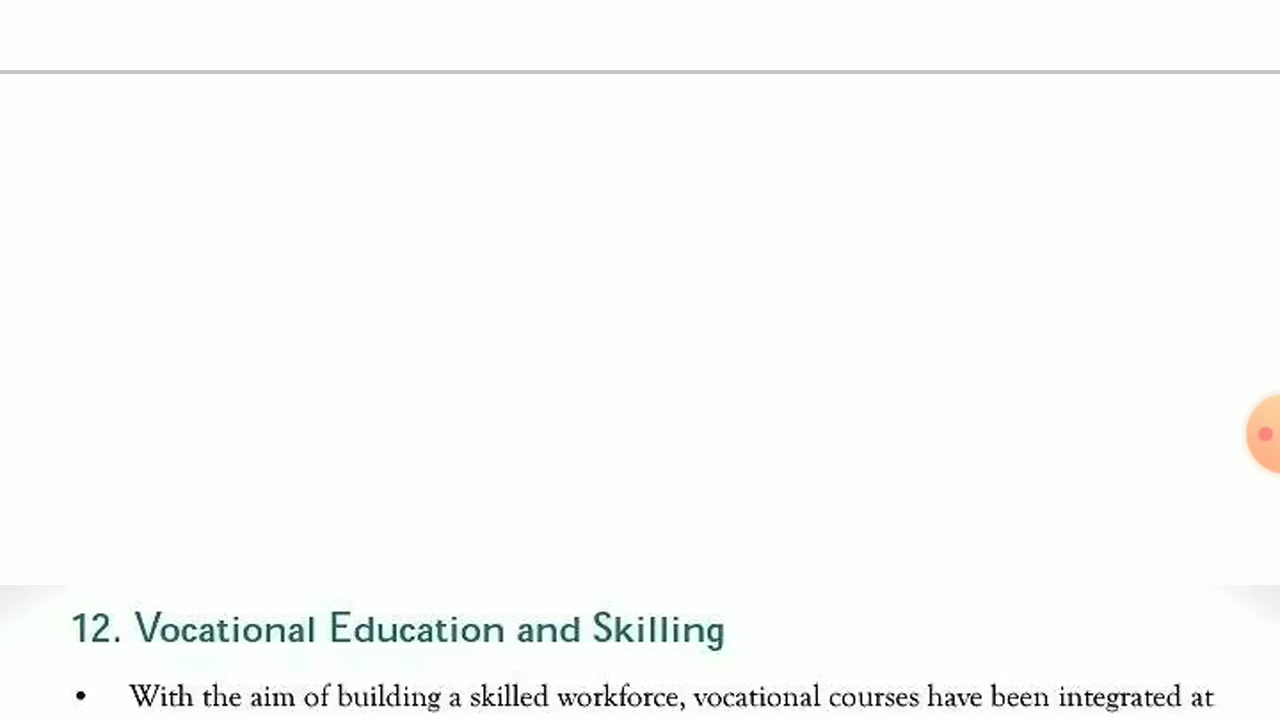 12. Vocational Education and Skilling
• With the aim of building a skilled workforce, vocational courses have been integrated at